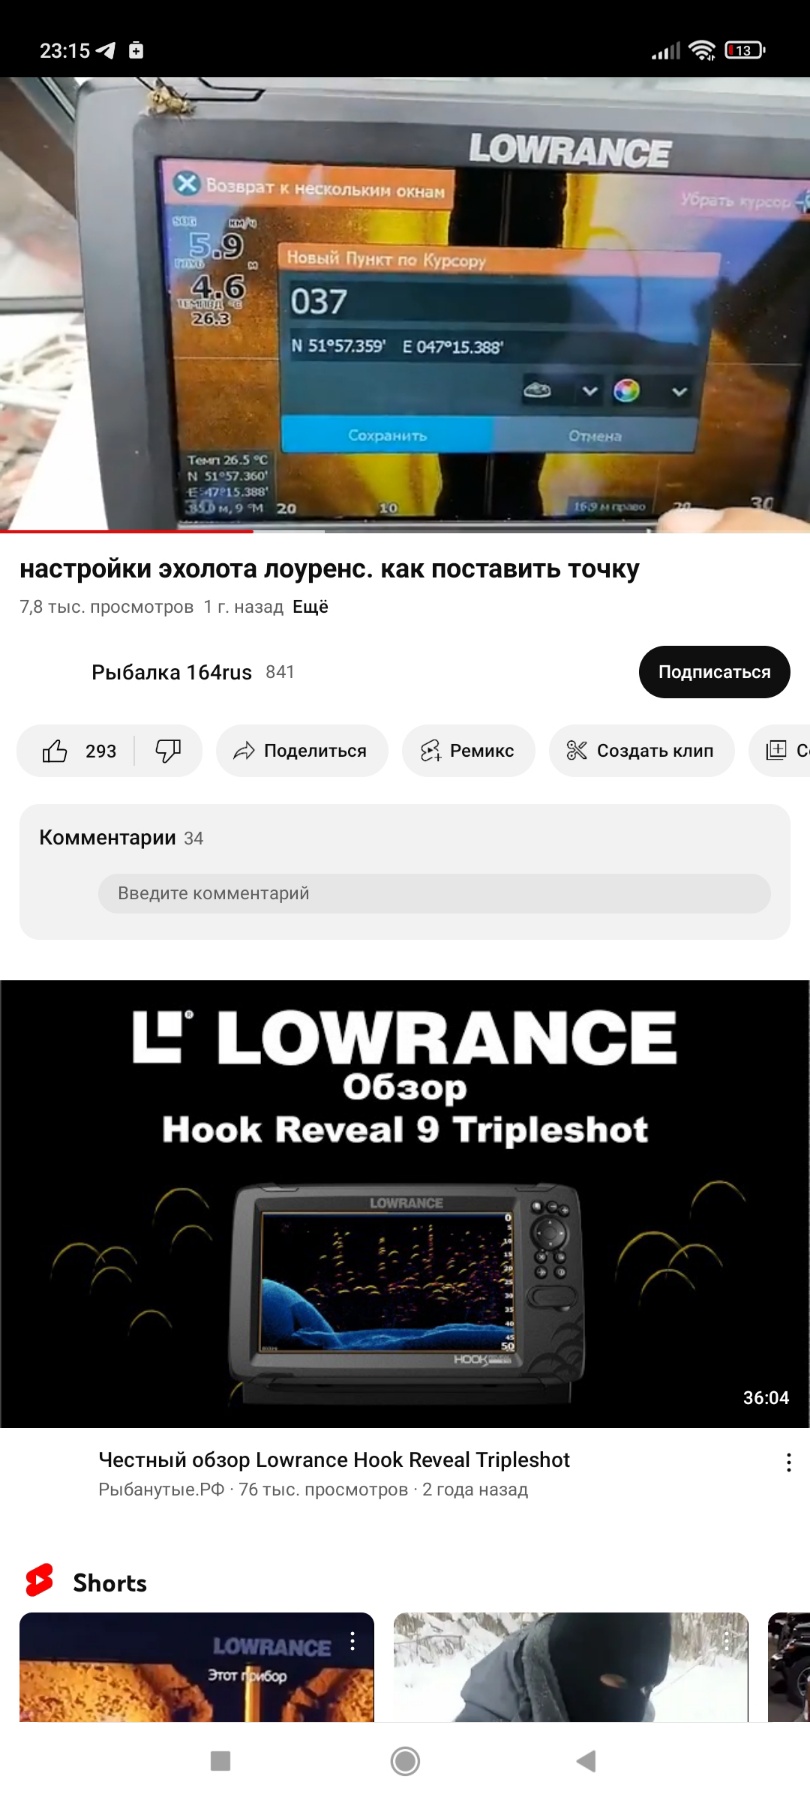 23:15
13
LOWRANCE
Возврат к нескольким окнам
Убрать курсор
SOG км/ч
5.9
ГЛУБ м
4.6
26.3
Новый Пункт по Курсору
037
N 51°57.359' E 047°15.388'
Сохранить
Отмена
Темп 26.5 °C
N 51°57.360'
E 47°15.388'
20
10
16.9 м право
20
30
настройки эхолота лоуренс. как поставить точку
7,8 тыс. просмотров 1 г. назад Ещё
Рыбалка 164rus 841
Подписаться
293
Поделиться
Ремикс
Создать клип
Комментарии 34
Введите комментарий
LOWRANCE
Обзор
Hook Reveal 9 Tripleshot
LOWRANCE
HOOK
36:04
Честный обзор Lowrance Hook Reveal Tripleshot
Рыбанутые.РФ · 76 тыс. просмотров · 2 года назад
Shorts
LOWRANCE
Этот прибор